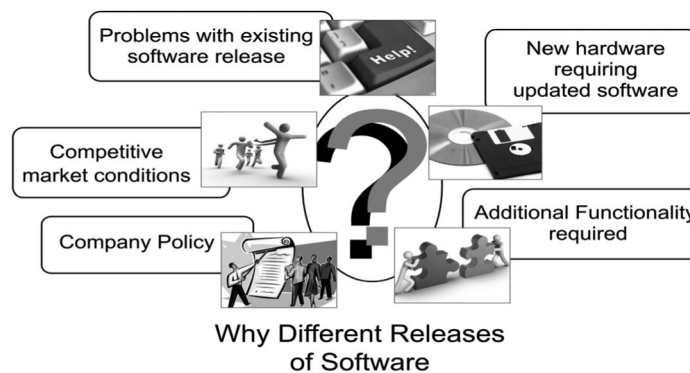 Problems with existing
software release
Help!
New hardware
requiring
updated software
Competitive
market conditions
?
Additional Functionality
required
Company Policy
Why Different Releases
of Software